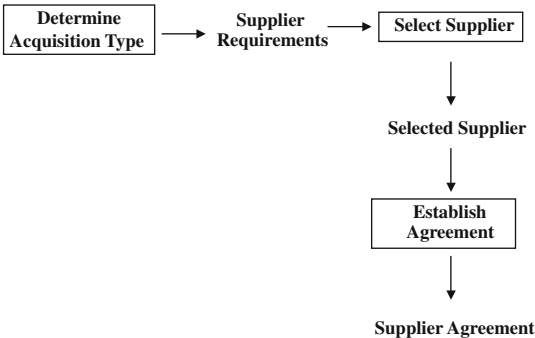 Determine
Acquisition Type
Supplier
Requirements
Select Supplier
Selected Supplier
Establish
Agreement
Supplier Agreement